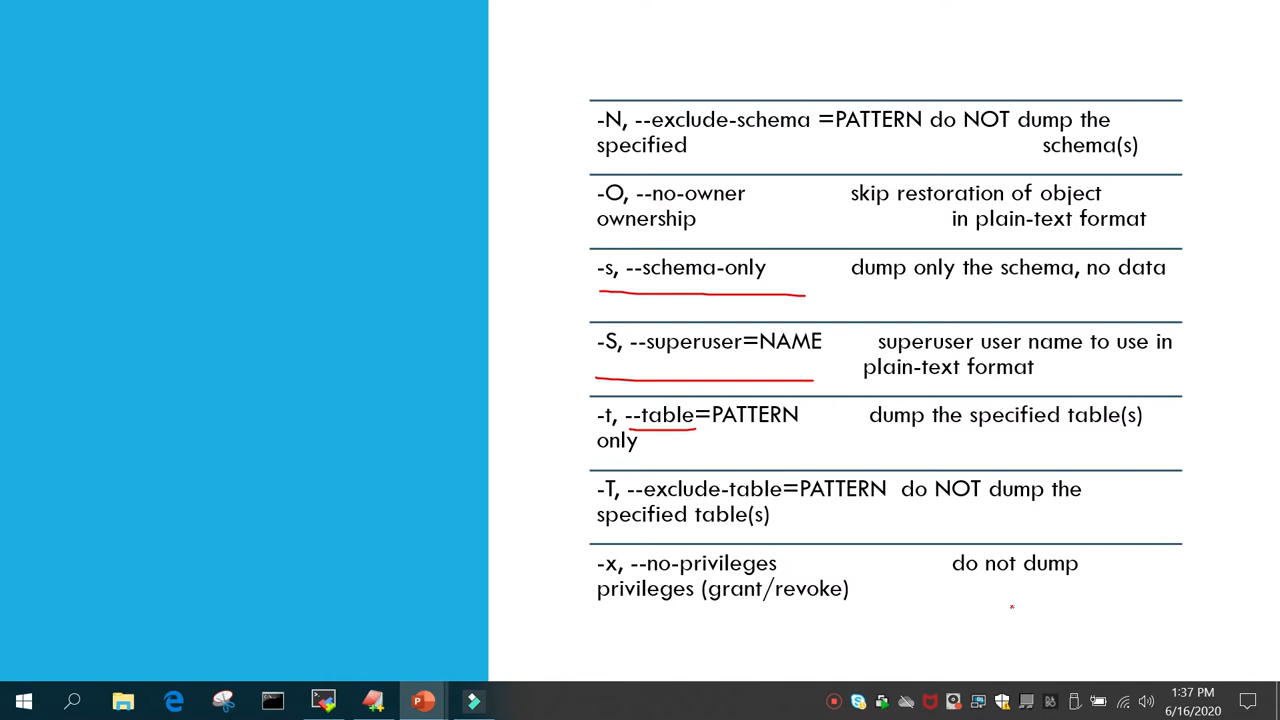 -N, --exclude-schema =PATTERN do NOT dump the
specified schema(s)
-O, --no-owner skip restoration of object
ownership in plain-text format
-s, --schema-only dump only the schema, no data
-S, --superuser=NAME superuser user name to use in
plain-text format
-t, --table=PATTERN dump the specified table(s)
only
-T, --exclude-table=PATTERN do NOT dump the
specified table(s)
-x, --no-privileges do not dump
privileges (grant/revoke)
1:37 PM
6/16/2020